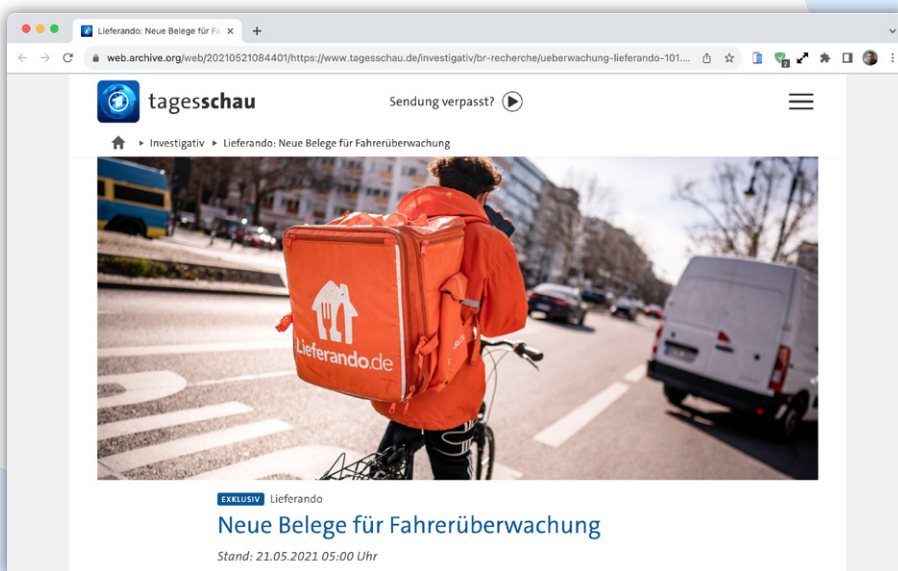 Lieferando: Neue Belege für Fa
web.archive.org/web/20210521084401/https://www.tagesschau.de/investigativ/br-recherche/ueberwachung-lieferando-101....
2
tagesschau
Sendung verpasst?
Investigativ
Lieferando: Neue Belege für Fahrerüberwachung
Lieferando.de
EXKLUSIV Lieferando
Neue Belege für Fahrerüberwachung
Stand: 21.05.2021 05:00 Uhr